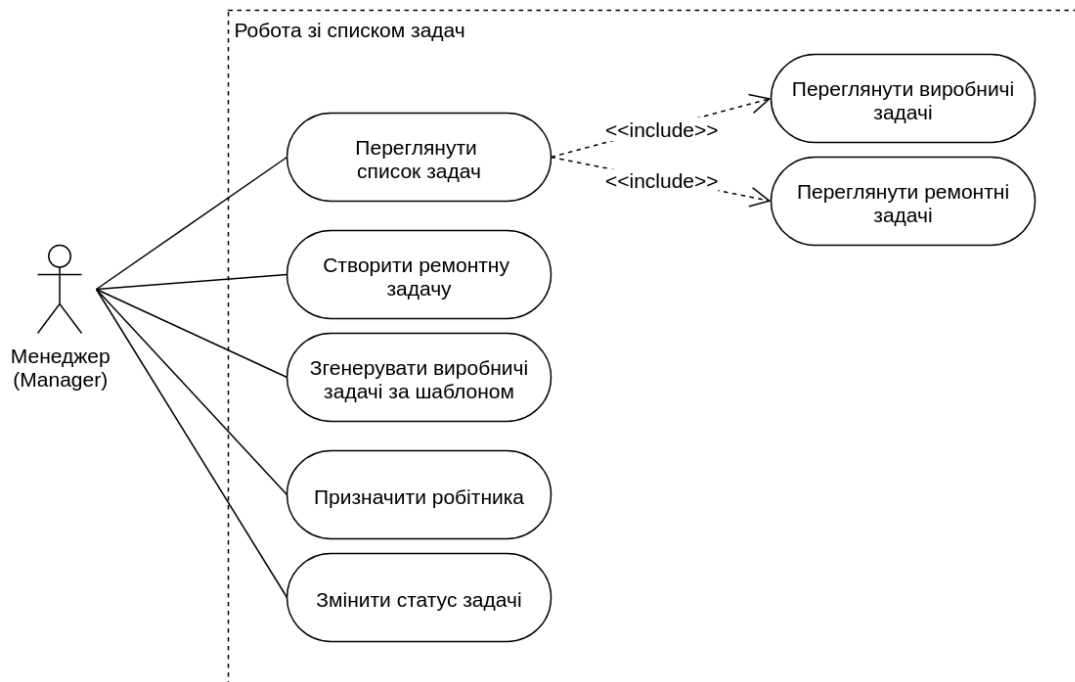 Робота зі списком задач
Переглянути
список задач
<<include>>
<<include>>
Переглянути виробничі
задачі
Переглянути ремонтні
задачі
Створити ремонтну
задачу
Менеджер
(Manager)
Згенерувати виробничі
задачі за шаблоном
Призначити робітника
Змінити статус задачі